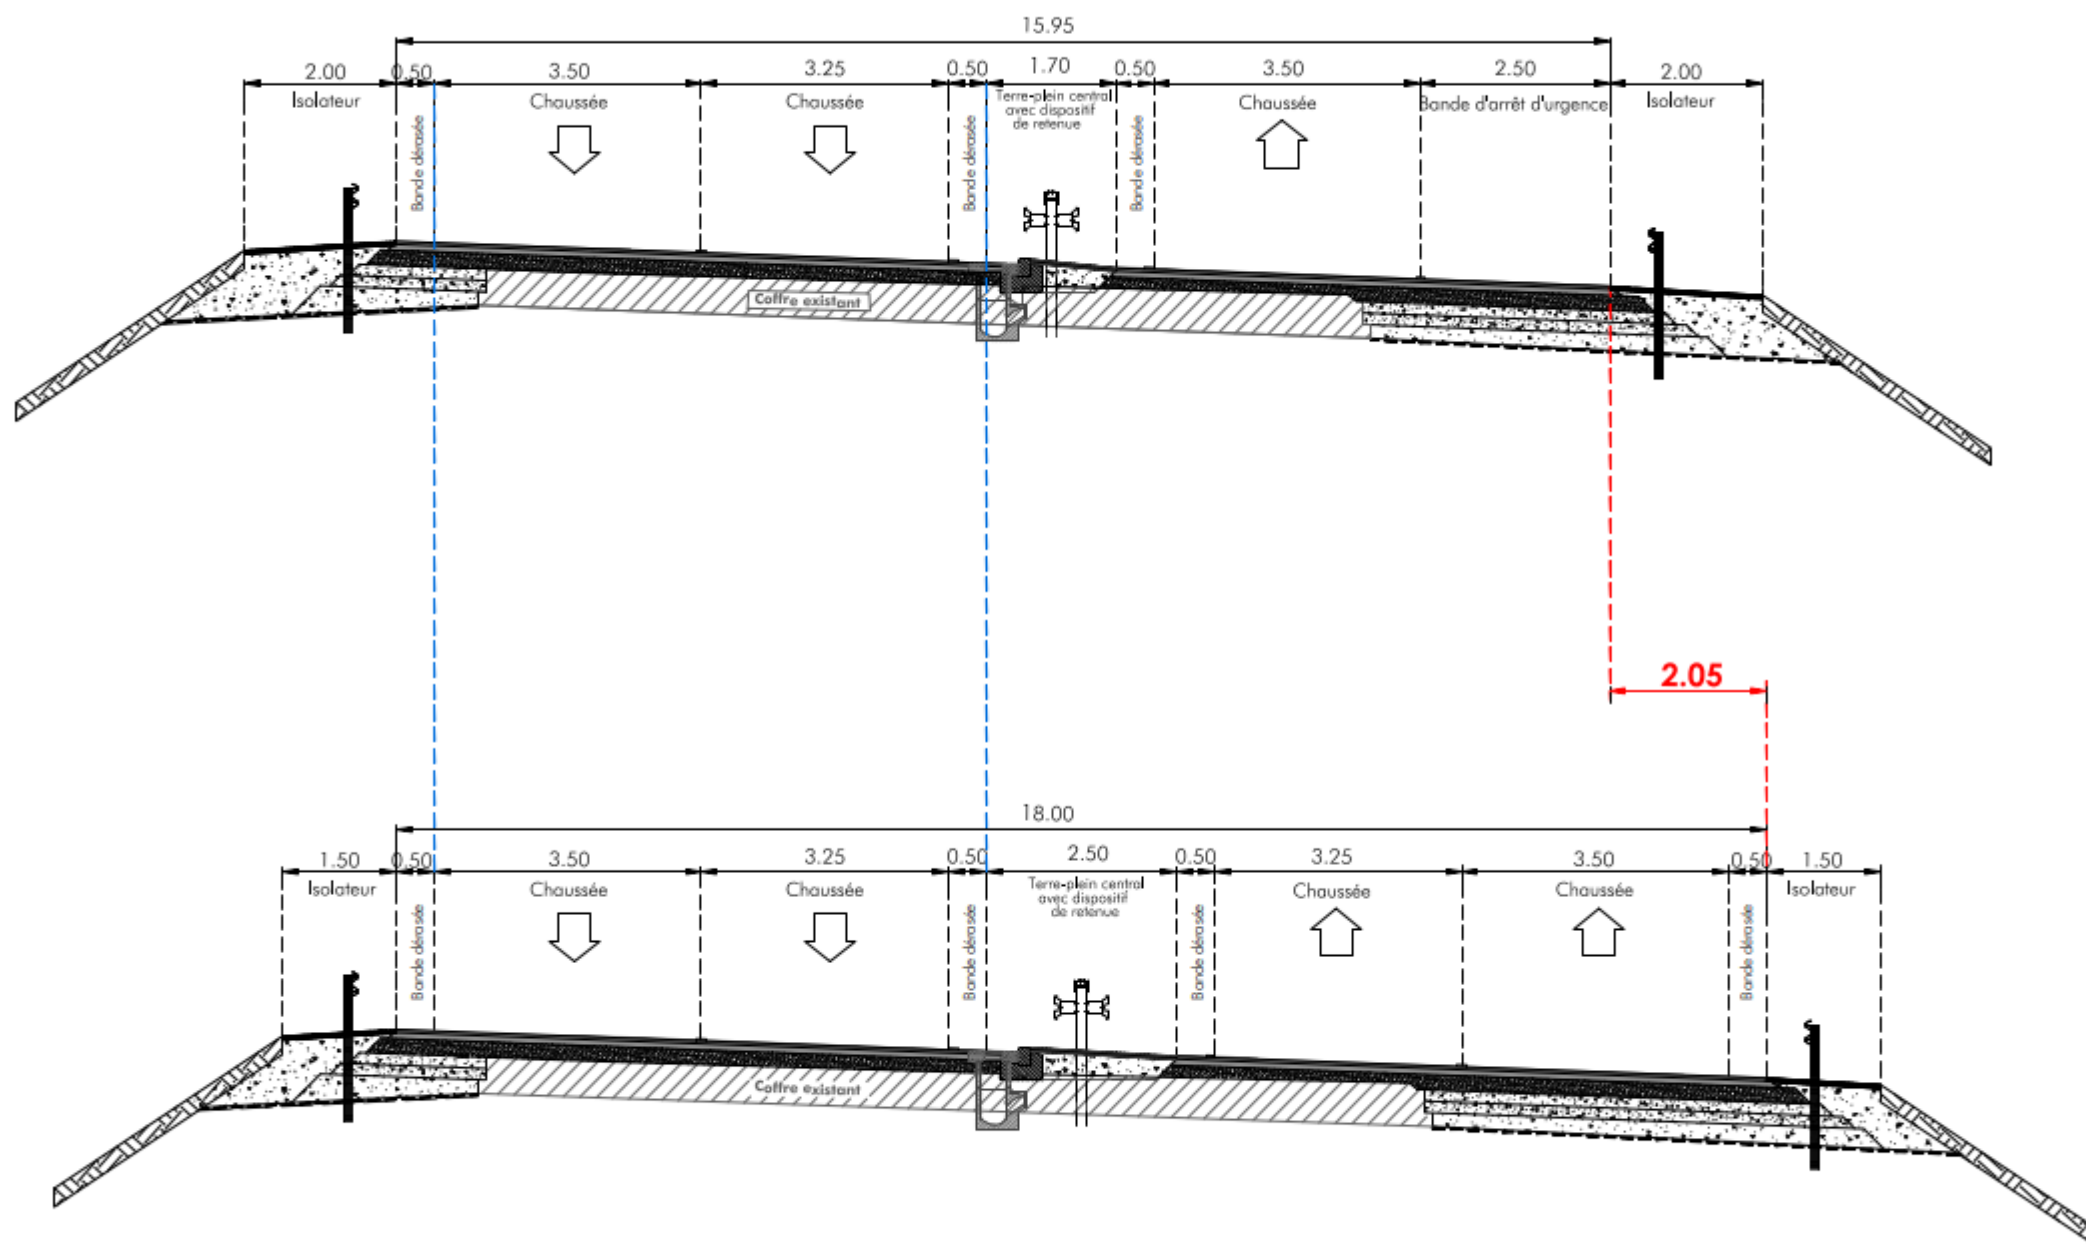 15.95
2.00 0.50 3.50 3.25 0.50 1.70 0.50 3.50 2.50 2.00
Isolateur Chaussée Chaussée Terre-plein central Chaussée Bande d'arrêt d'urgence Isolateur
avec dispositif
de retenue
Bande dérasée
Bande dérasée
Bande dérasée
Coffre existant
2.05
18.00
1.50 0.50 3.50 3.25 0.50 2.50 0.50 3.25 3.50 0.50 1.50
Isolateur Chaussée Chaussée Terre-plein central Chaussée Chaussée Isolateur
avec dispositif
de retenue
Bande dérasée
Bande dérasée
Bande dérasée
Bande dérasée
Coffre existant